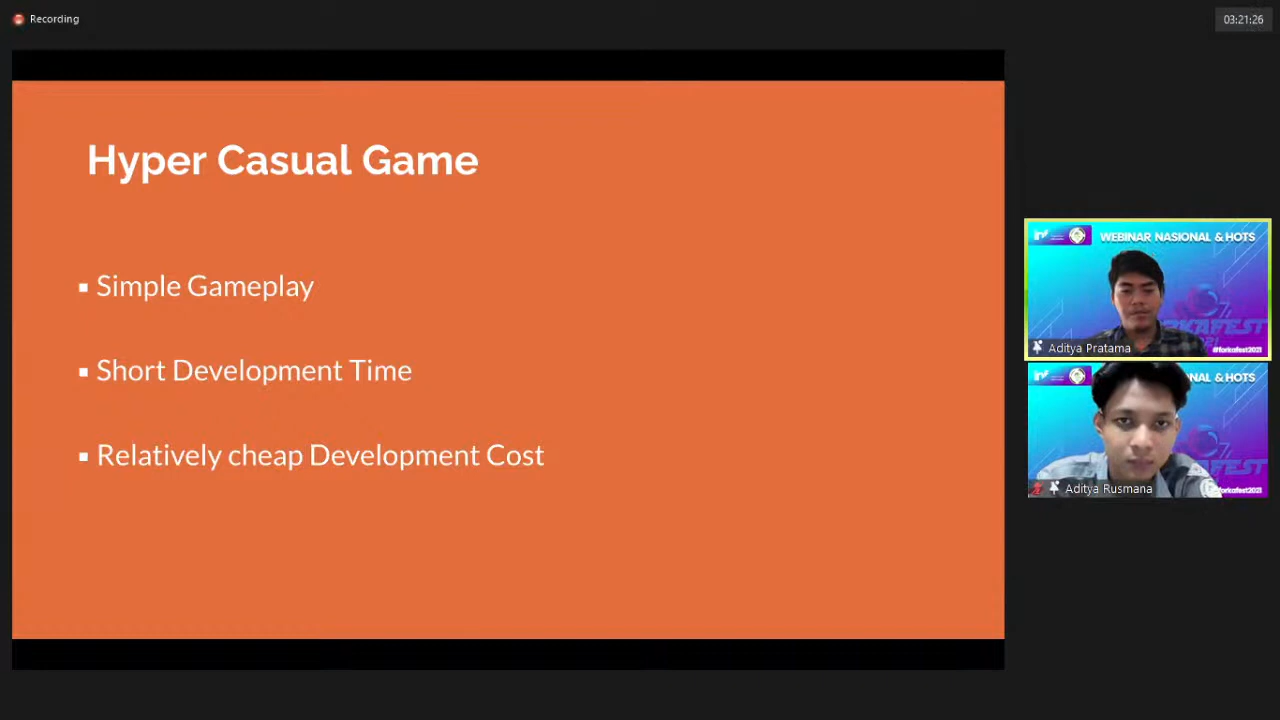 Recording
03:21:26
Hyper Casual Game
▪ Simple Gameplay
▪ Short Development Time
▪ Relatively cheap Development Cost
WEBINAR NASIONAL & HOTS
Aditya Pratama
#forkafest2021
NAL & HOTS
Aditya Rusmana